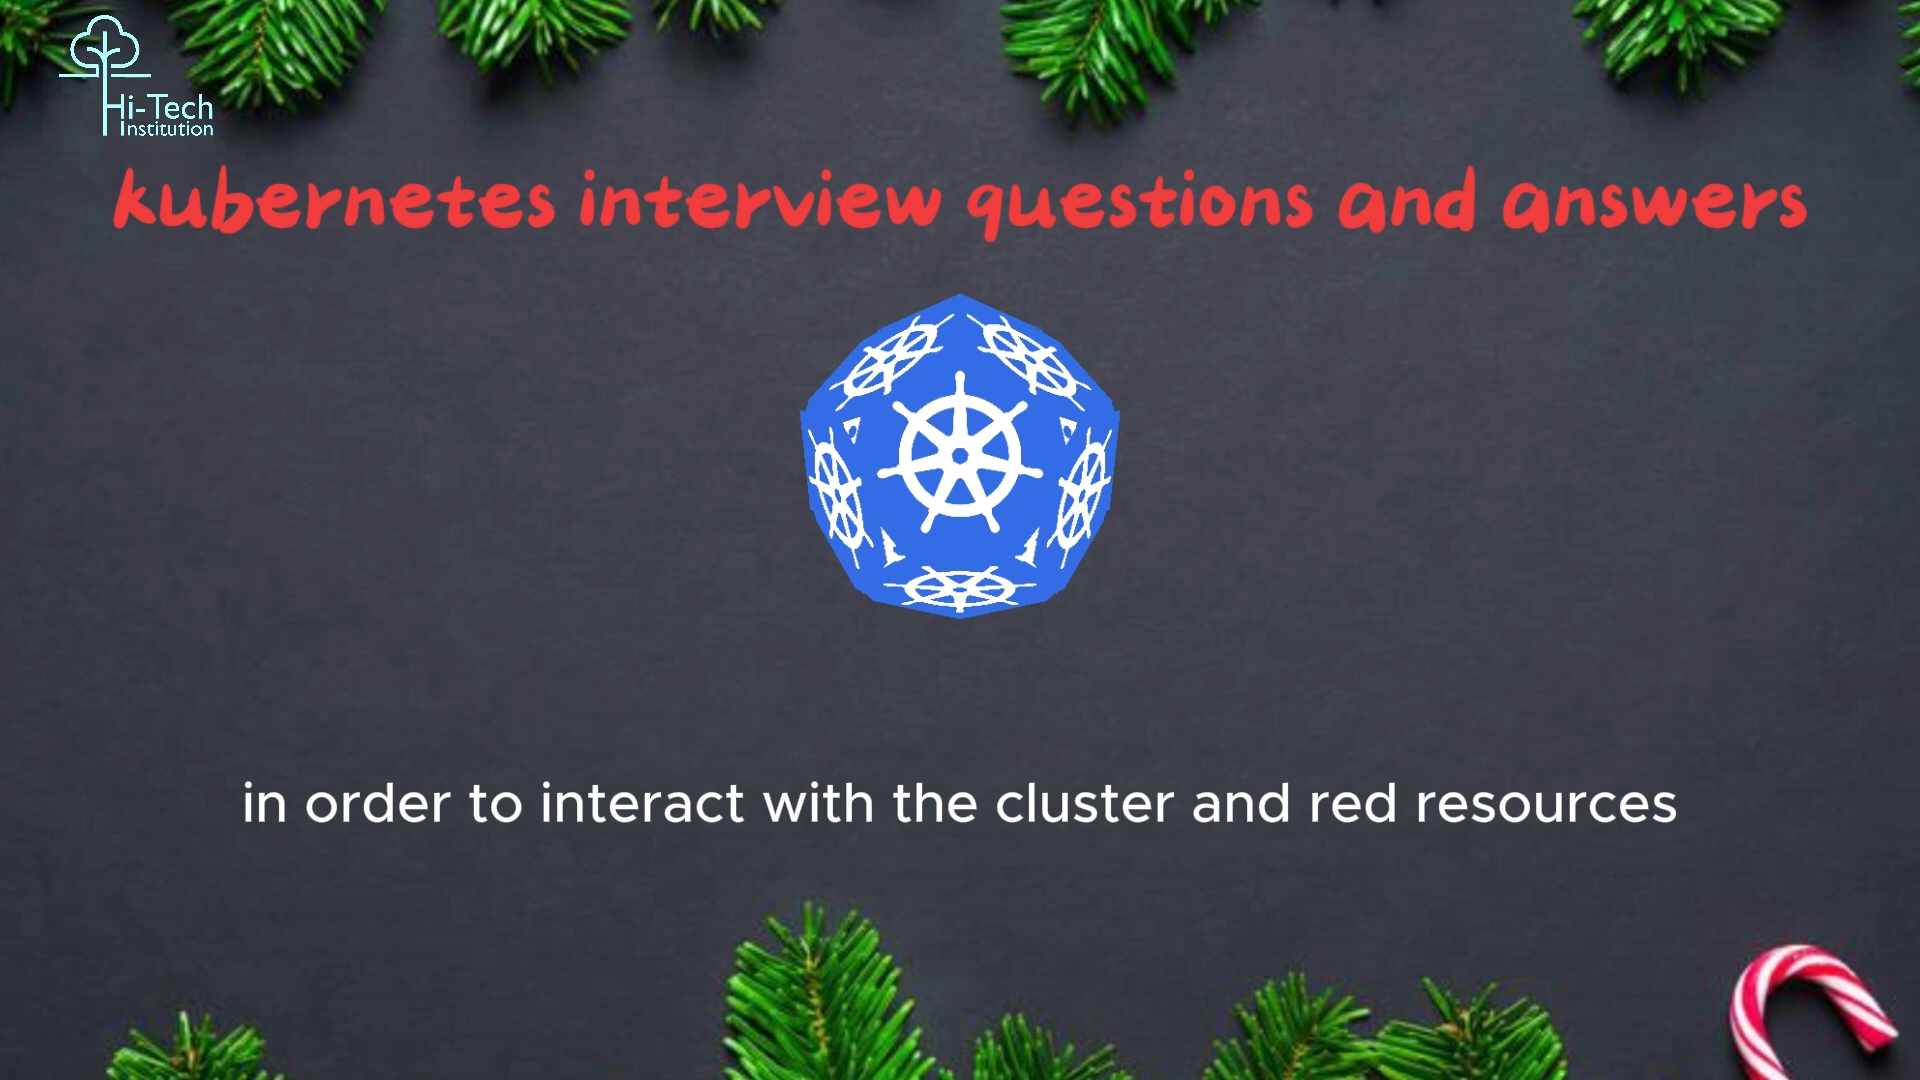 Hi-Tech
Institution
kubernetes interview questions and answers
in order to interact with the cluster and red resources